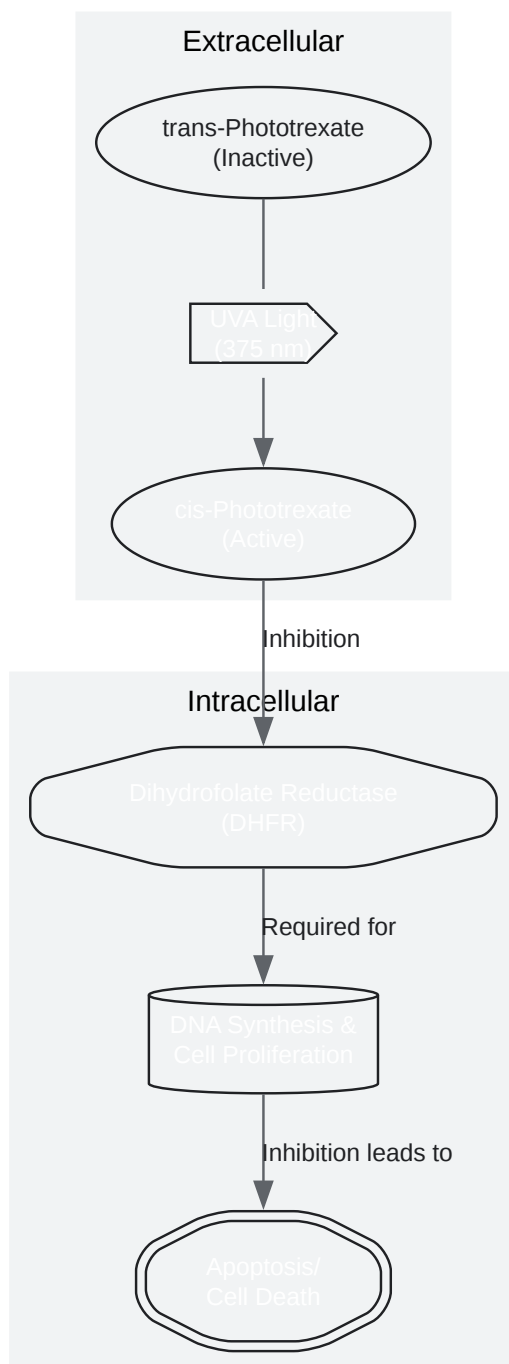 Extracellular
trans-Phototrexate
(Inactive)
UVA Light
(375 nm)
cis-Phototrexate
(Active)
Inhibition
Intracellular
Dihydrofolate Reductase
(DHFR)
Required for
DNA Synthesis &
Cell Proliferation
Inhibition leads to
Apoptosis/
Cell Death